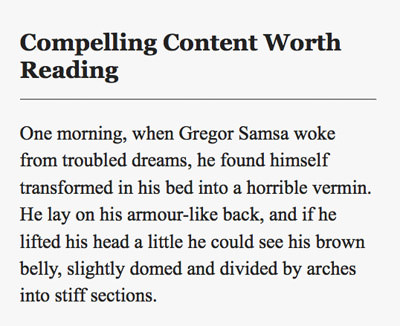 Compelling Content Worth
Reading
One morning, when Gregor Samsa woke
from troubled dreams, he found himself
transformed in his bed into a horrible vermin.
He lay on his armour-like back, and if he
lifted his head a little he could see his brown
belly, slightly domed and divided by arches
into stiff sections.